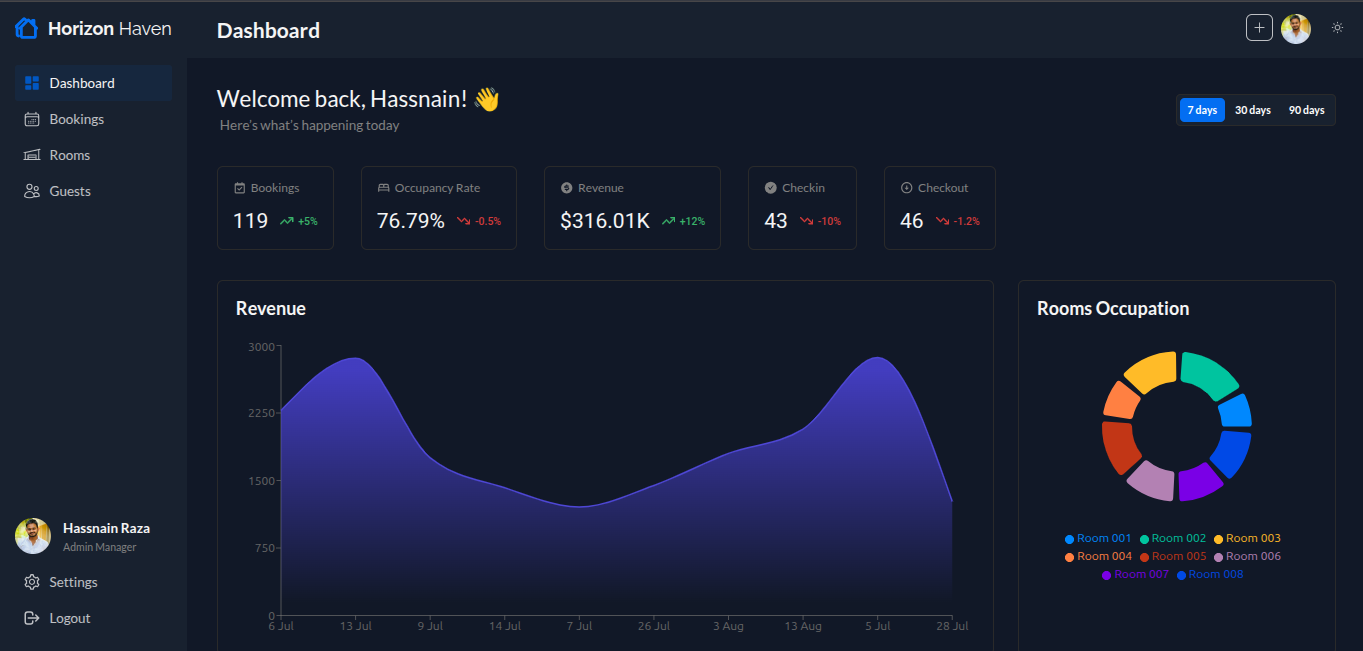 Horizon Haven
Dashboard
Dashboard
Bookings
Rooms
Guests
Hassnain Raza
Admin Manager
Settings
Logout
Welcome back, Hassnain! 👋
Here's what's happening today
7 days 30 days 90 days
Bookings
119 +5%
Occupancy Rate
76.79% -0.5%
Revenue
$316.01K +12%
Checkin
43 -10%
Checkout
46 -1.2%
Revenue
3000
2250
1500
750
0
6 Jul 13 Jul 9 Jul 14 Jul 7 Jul 26 Jul 3 Aug 13 Aug 5 Jul 28 Jul
Rooms Occupation
Room 001 Room 002 Room 003
Room 004 Room 005 Room 006
Room 007 Room 008